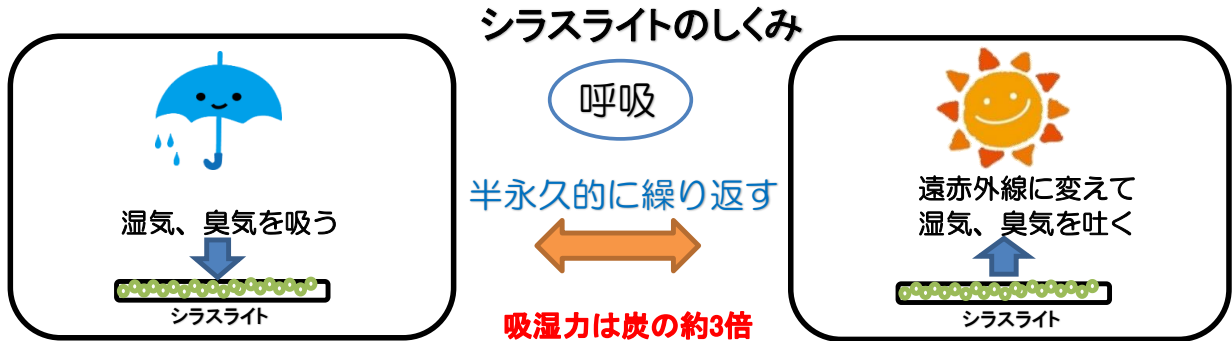 シラスライトのしくみ
湿気、臭気を吸う
シラスライト
呼吸
半永久的に繰り返す
吸湿力は炭の約3倍
遠赤外線に変えて
湿気、臭気を吐く
シラスライト